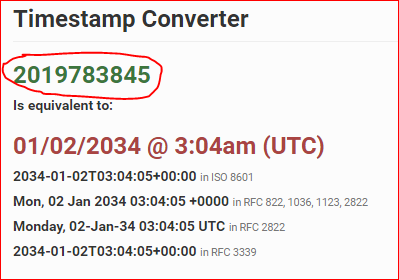 Timestamp Converter
2019783845
Is equivalent to:
01/02/2034 @ 3:04am (UTC)
2034-01-02T03:04:05+00:00 in ISO 8601
Mon, 02 Jan 2034 03:04:05 +0000 in RFC 822, 1036, 1123, 2822
Monday, 02-Jan-34 03:04:05 UTC in RFC 2822
2034-01-02T03:04:05+00:00 in RFC 3339